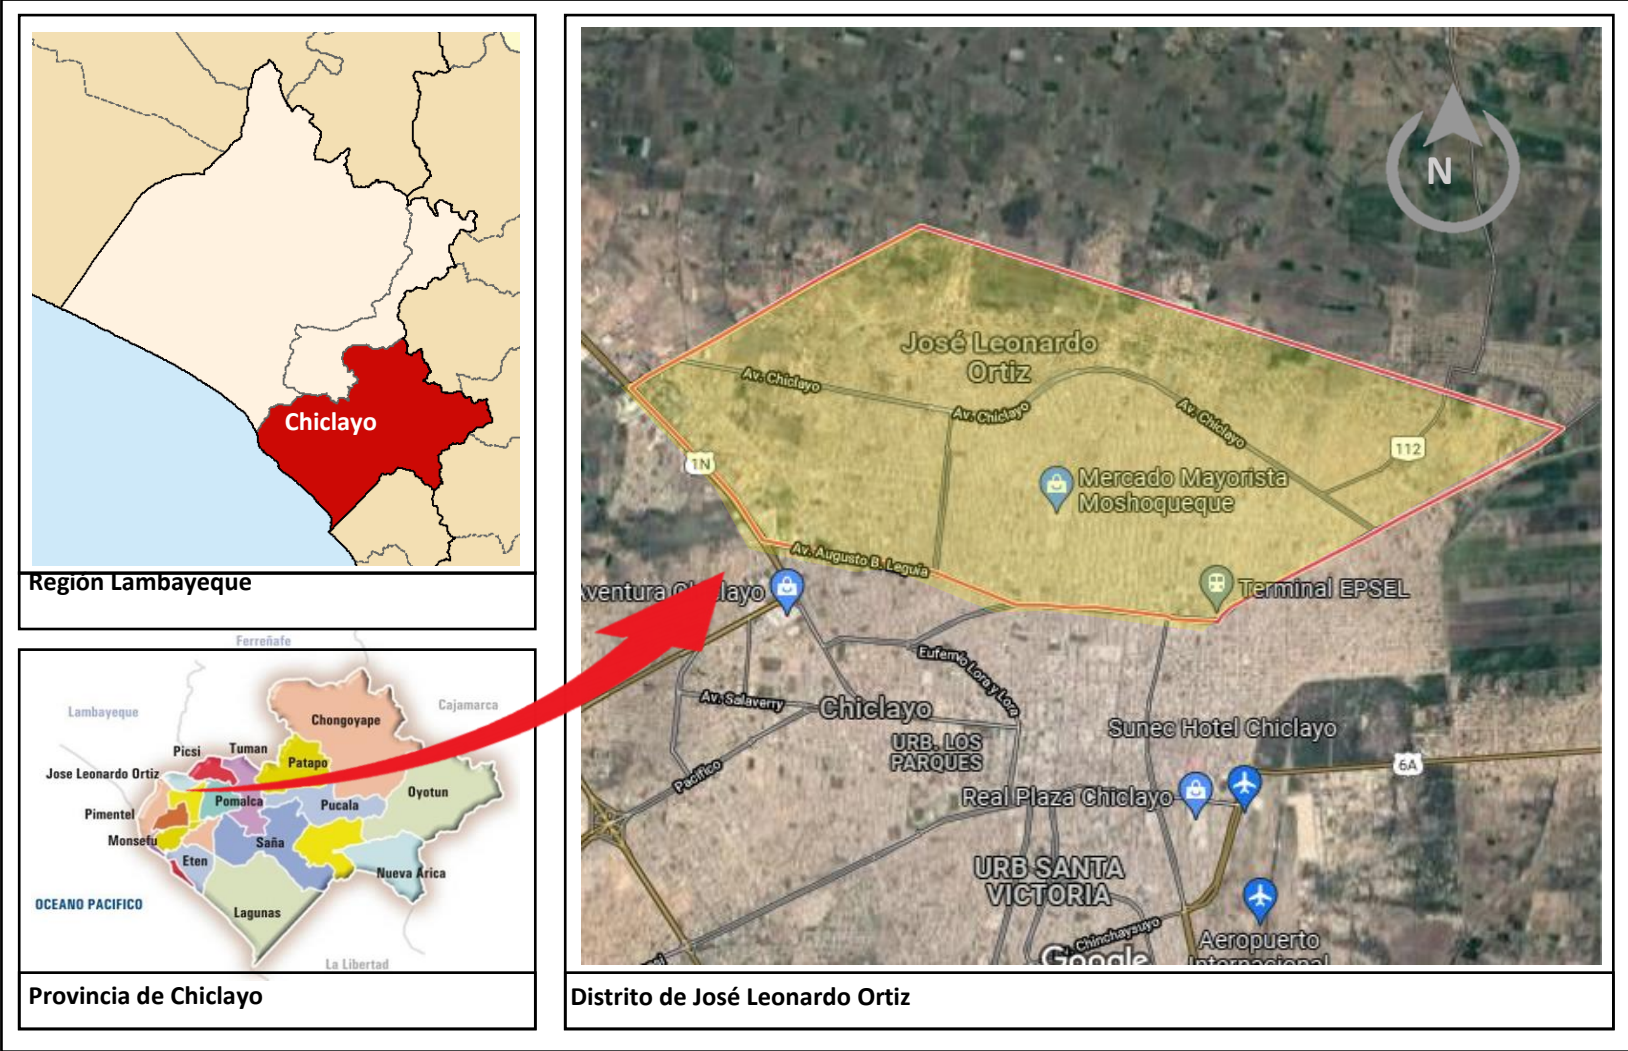 Chiclayo
Región Lambayeque
Ferreñafe
Lambayeque
Cajamarca
Chongoyape
Picsi
Tuman
Patapo
Jose Leonardo Ortiz
Oyotun
Pomalca
Pucala
Pimentel
Monsefu
Saña
Eten
Nueva Arica
OCEANO PACIFICO
Lagunas
La Libertad
Provincia de Chiclayo
N
José Leonardo
Ortiz
Av. Chiclayo
Av. Chiclayo
Av. Chiclayo
112
1N
Mercado Mayorista
Moshoqueque
Av. Augusto B. Leguía
Terminal EPSEL
Eufemio Lora y Lora
Av. Salaverry
Chiclayo
Sunec Hotel Chiclayo
URB. LOS
PARQUES
6A
Pacífico
Real Plaza Chiclayo
URB SANTA
VICTORIA
Chinchaysuyo
Aeropuerto
Internacional
Google
Distrito de José Leonardo Ortiz